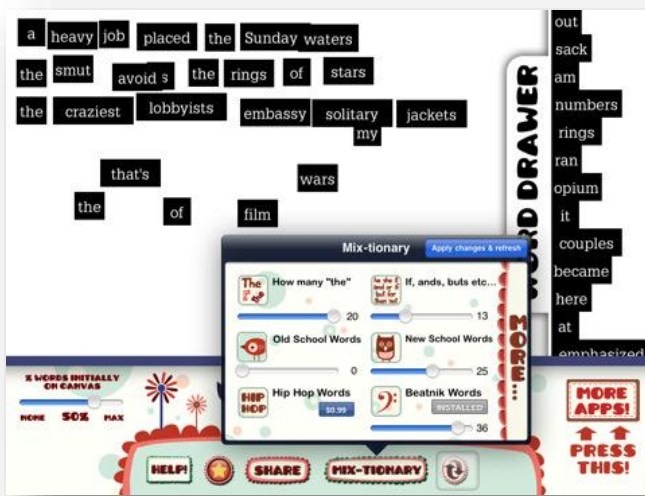 a heavy job placed the Sunday waters
the smut avoid s the rings of stars
the craziest lobbyists embassy solitary jackets
my
that's wars
the of film
WORD DRAWER
out
sack
am
numbers
rings
ran
opium
it
couples
became
here
at
emphasized
Mix-tionary Apply changes & refresh
The
How many "the"
20
If, ands, buts etc...
13
Old School Words
0
New School Words
25
HIP HOP
Hip Hop Words
$0.99
Beatnik Words
INSTALLED
36
MORE...
% WORDS INITIALLY
ON CANVAS
NONE 50% MAX
HELP!
SHARE
MIX-TIONARY
MORE
APPS!
PRESS
THIS!